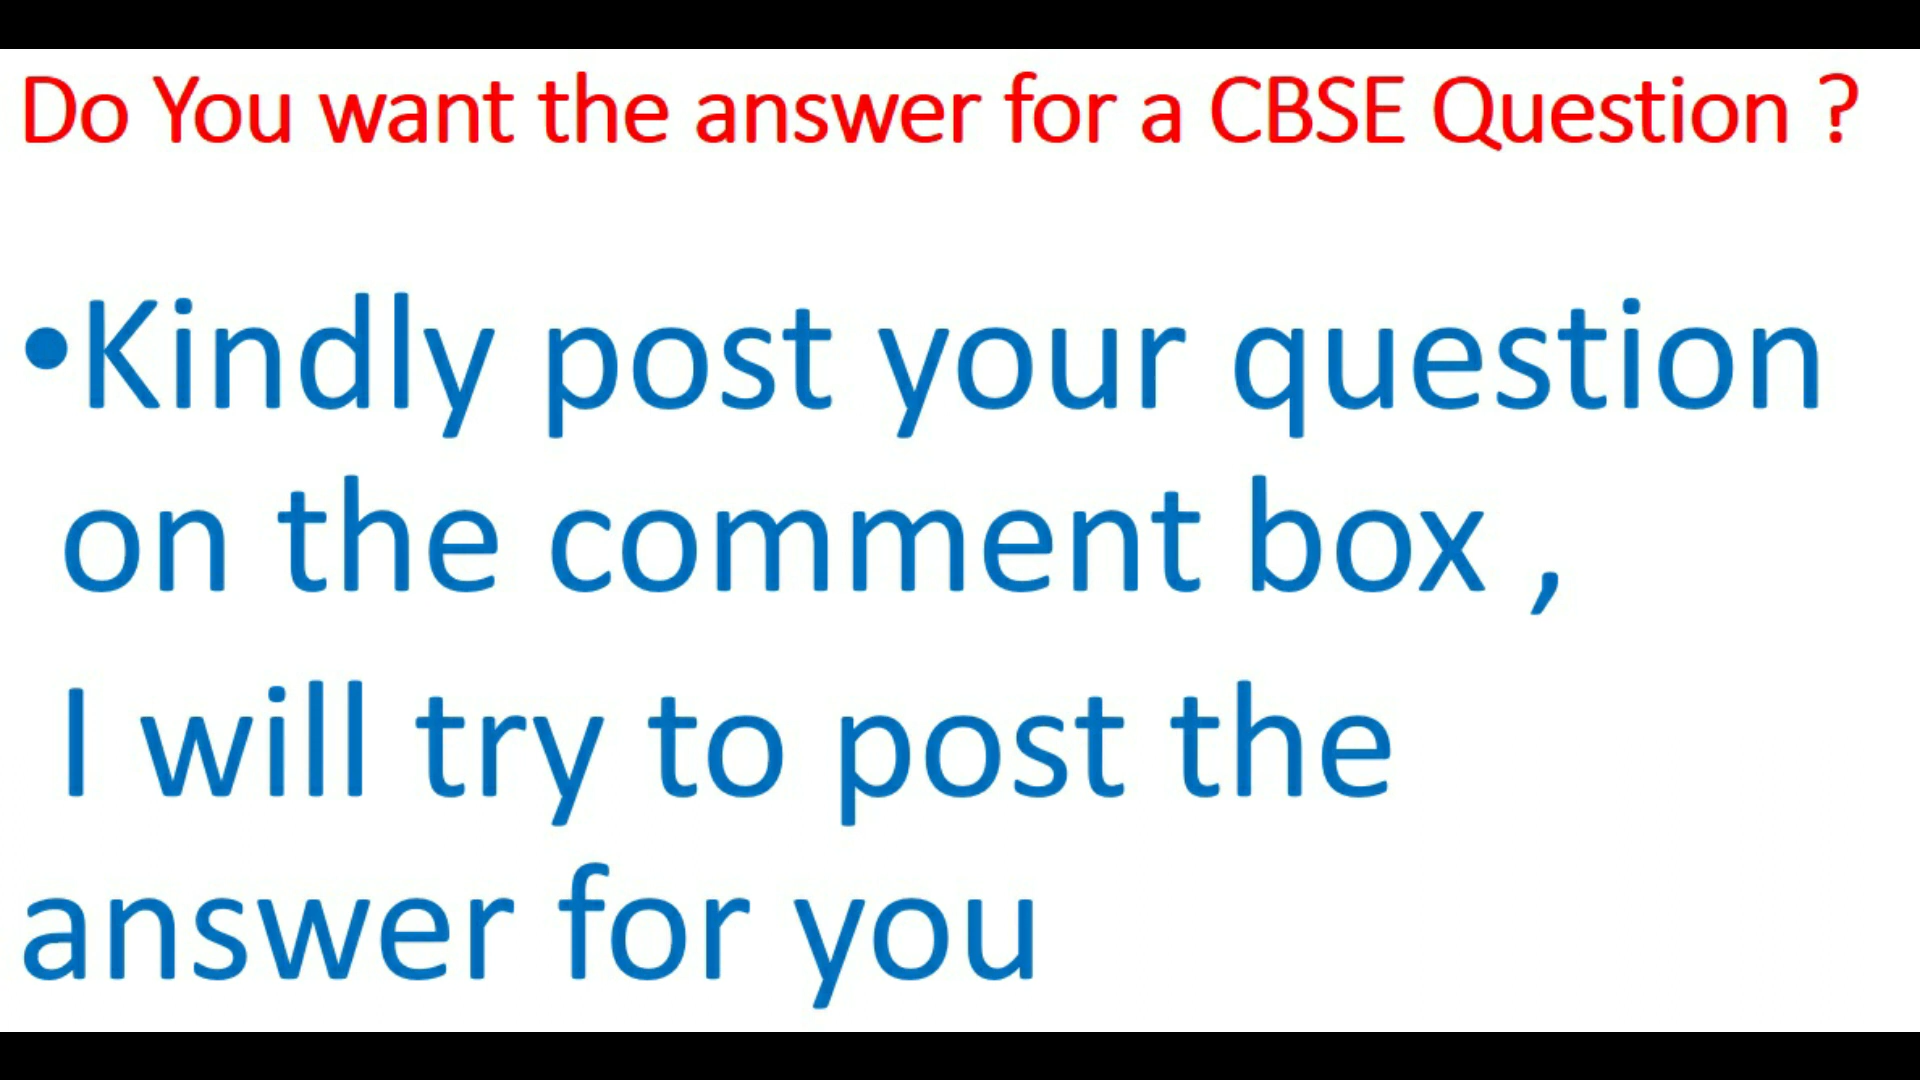 Do You want the answer for a CBSE Question ?
•Kindly post your question
on the comment box ,
I will try to post the
answer for you